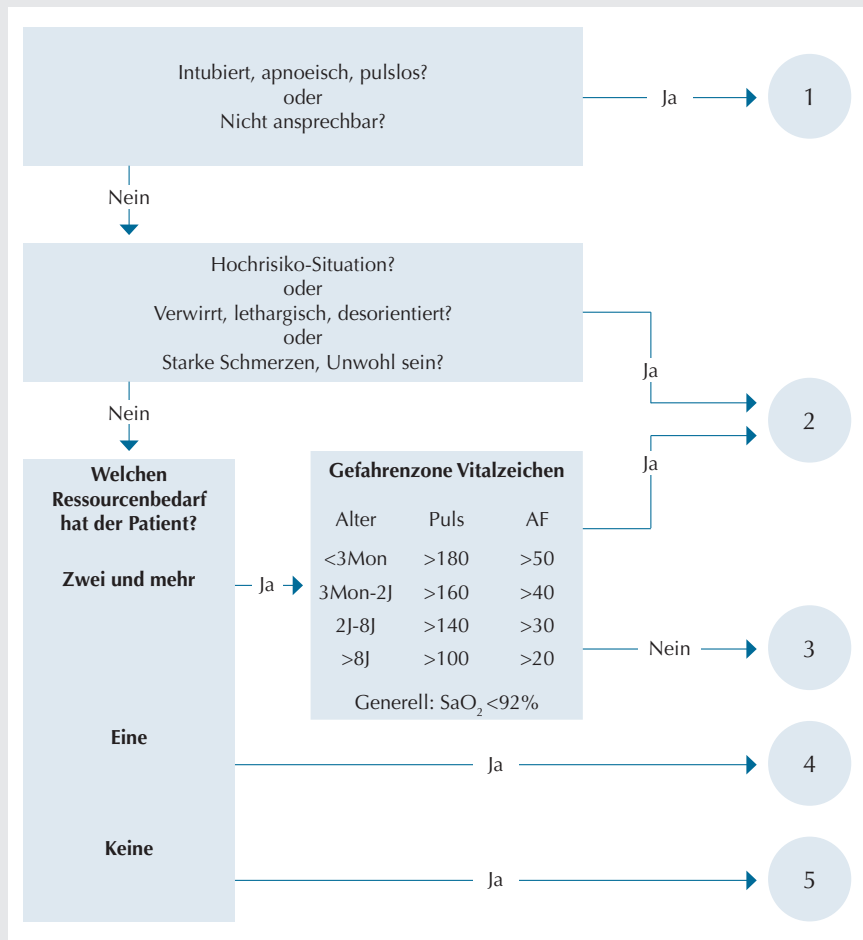 Intubiert, apnoeisch, pulslos?
oder
Nicht ansprechbar?
Ja
1
Nein
Hochrisiko-Situation?
oder
Verwirrt, lethargisch, desorientiert?
oder
Starke Schmerzen, Unwohl sein?
Ja
2
Nein
Ja
Welchen
Ressourcenbedarf
hat der Patient?
Zwei und mehr
Ja
Gefahrenzone Vitalzeichen
Alter Puls AF
<3Mon >180 >50
3Mon-2J >160 >40
2J-8J >140 >30
>8J >100 >20
Generell: SaO₂<92%
Nein
3
Eine
Ja
4
Keine
Ja
5